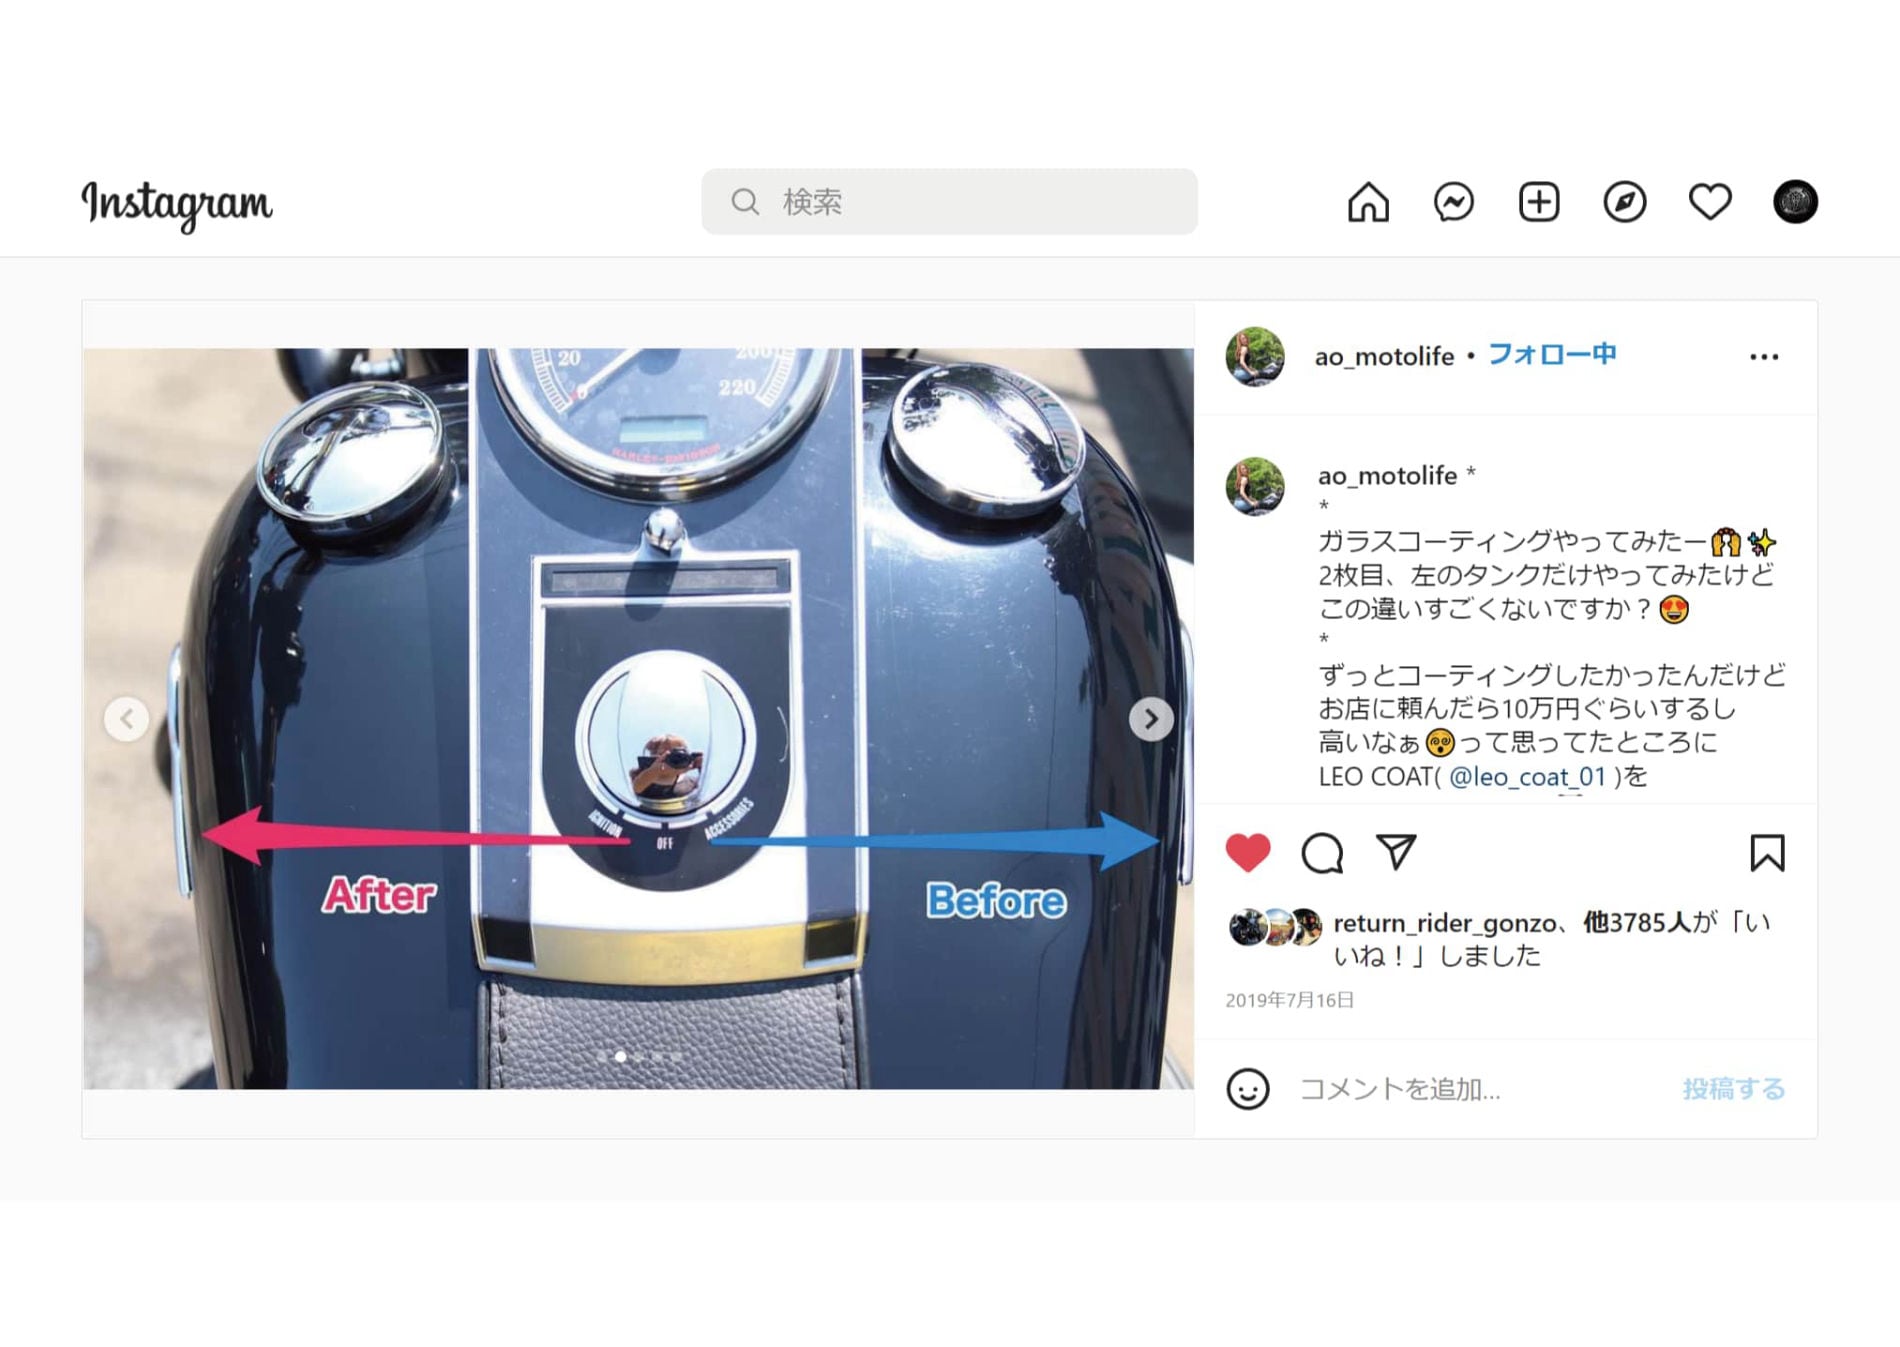 Instagram
検索
20
200
220
HARLEY-DAVIDSON
IGNITION
OFF
ACCESSORIES
After
Before
ao_motolife • フォロー中
ao_motolife *
*
ガラスコーティングやってみたー🙌✨
2枚目、左のタンクだけやってみたけど
この違いすごくないですか？😍
*
ずっとコーティングしたかったんだけど
お店に頼んだら10万円ぐらいするし
高いなぁ😵って思ってたところに
LEO COAT( @leo_coat_01 )を
return_rider_gonzo、他3785人が「い
いね！」しました
2019年7月16日
コメントを追加...
投稿する